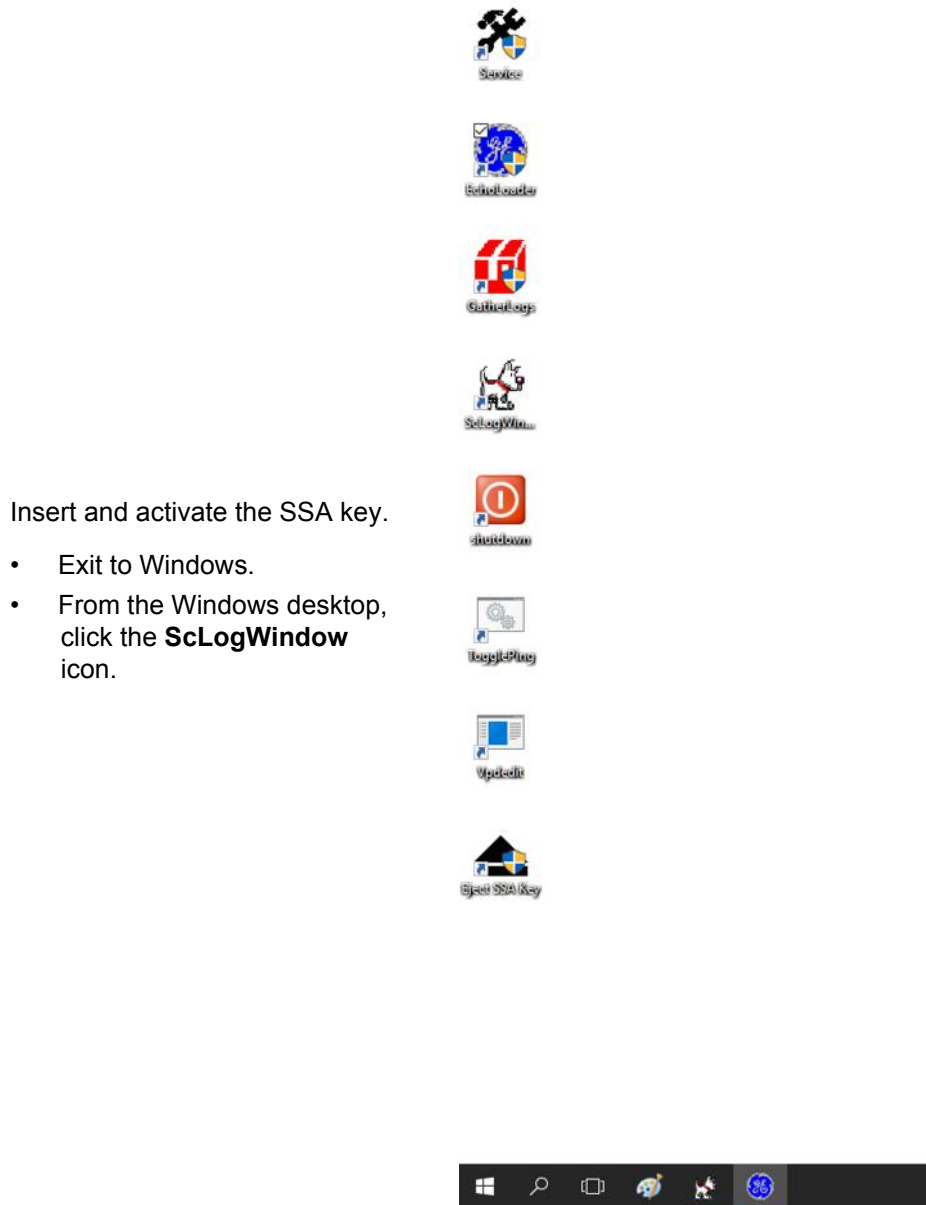 Service
EchoLoader
GatherLogs
ScLogWin...
Insert and activate the SSA key.
shutdown
• Exit to Windows.
• From the Windows desktop,
click the ScLogWindow
icon.
TogglePing
Vpdedit
Eject SSA Key